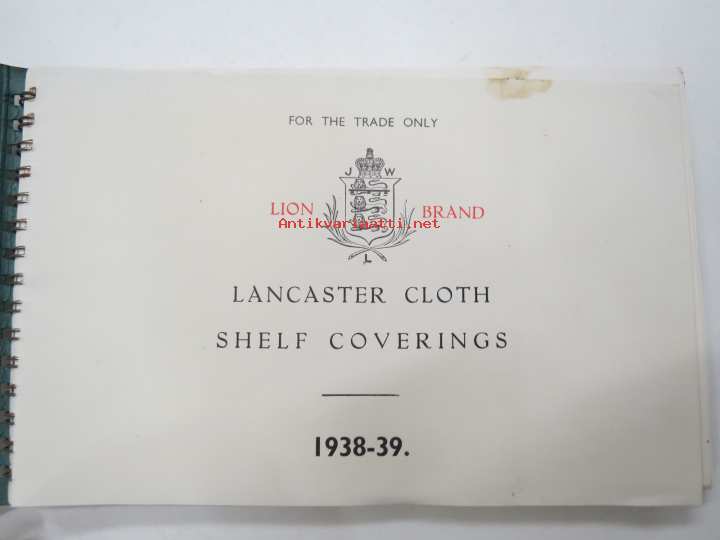 FOR THE TRADE ONLY
J W
LION BRAND
Antikvariaatti.net
L
LANCASTER CLOTH
SHELF COVERINGS
1938-39.